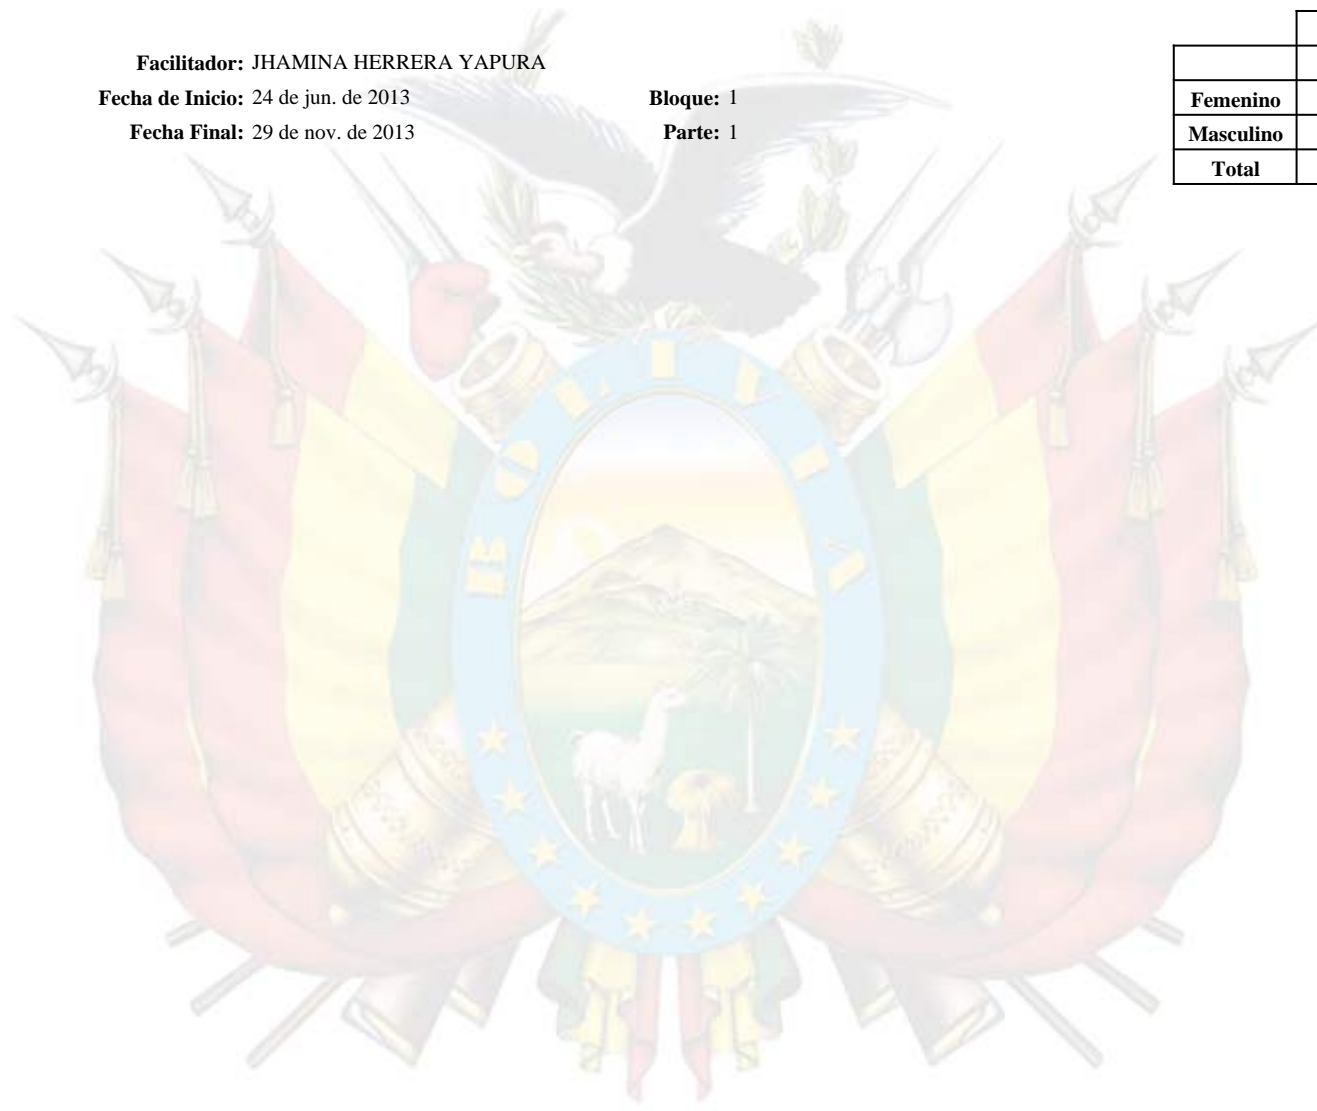 Facilitador: JHAMINA HERRERA YAPURA
Fecha de Inicio: 24 de jun. de 2013 Bloque: 1
Fecha Final: 29 de nov. de 2013 Parte: 1
Femenino
Masculino
Total
BOLIVIA